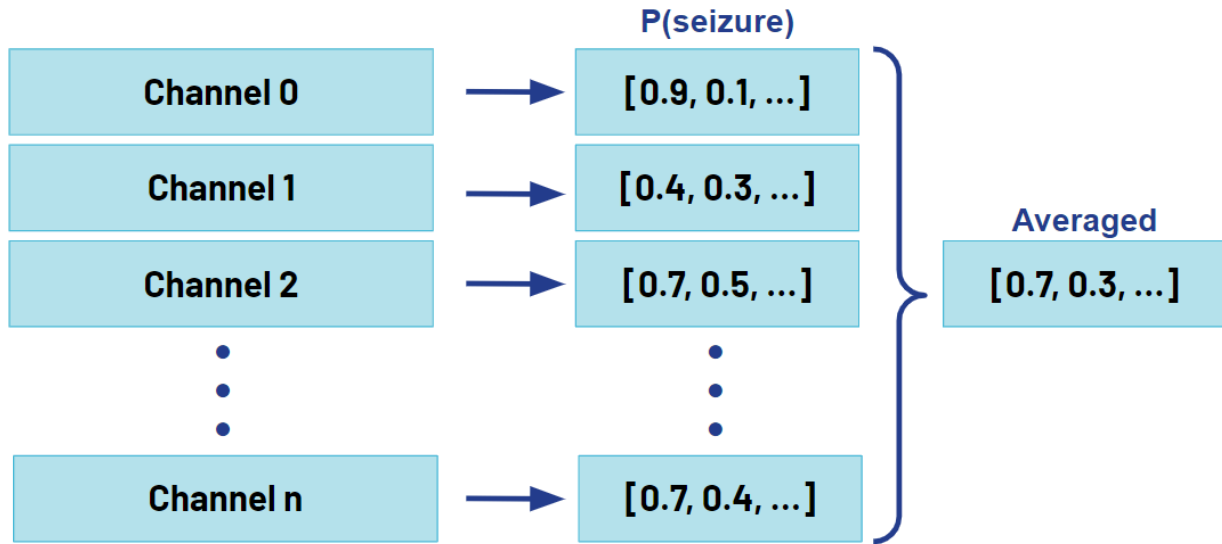 P(seizure)
Channel 0
[0.9, 0.1, ...]
Channel 1
[0.4, 0.3, ...]
Channel 2
[0.7, 0.5, ...]
Averaged
[0.7, 0.3, ...]
Channel n
[0.7, 0.4, ...]